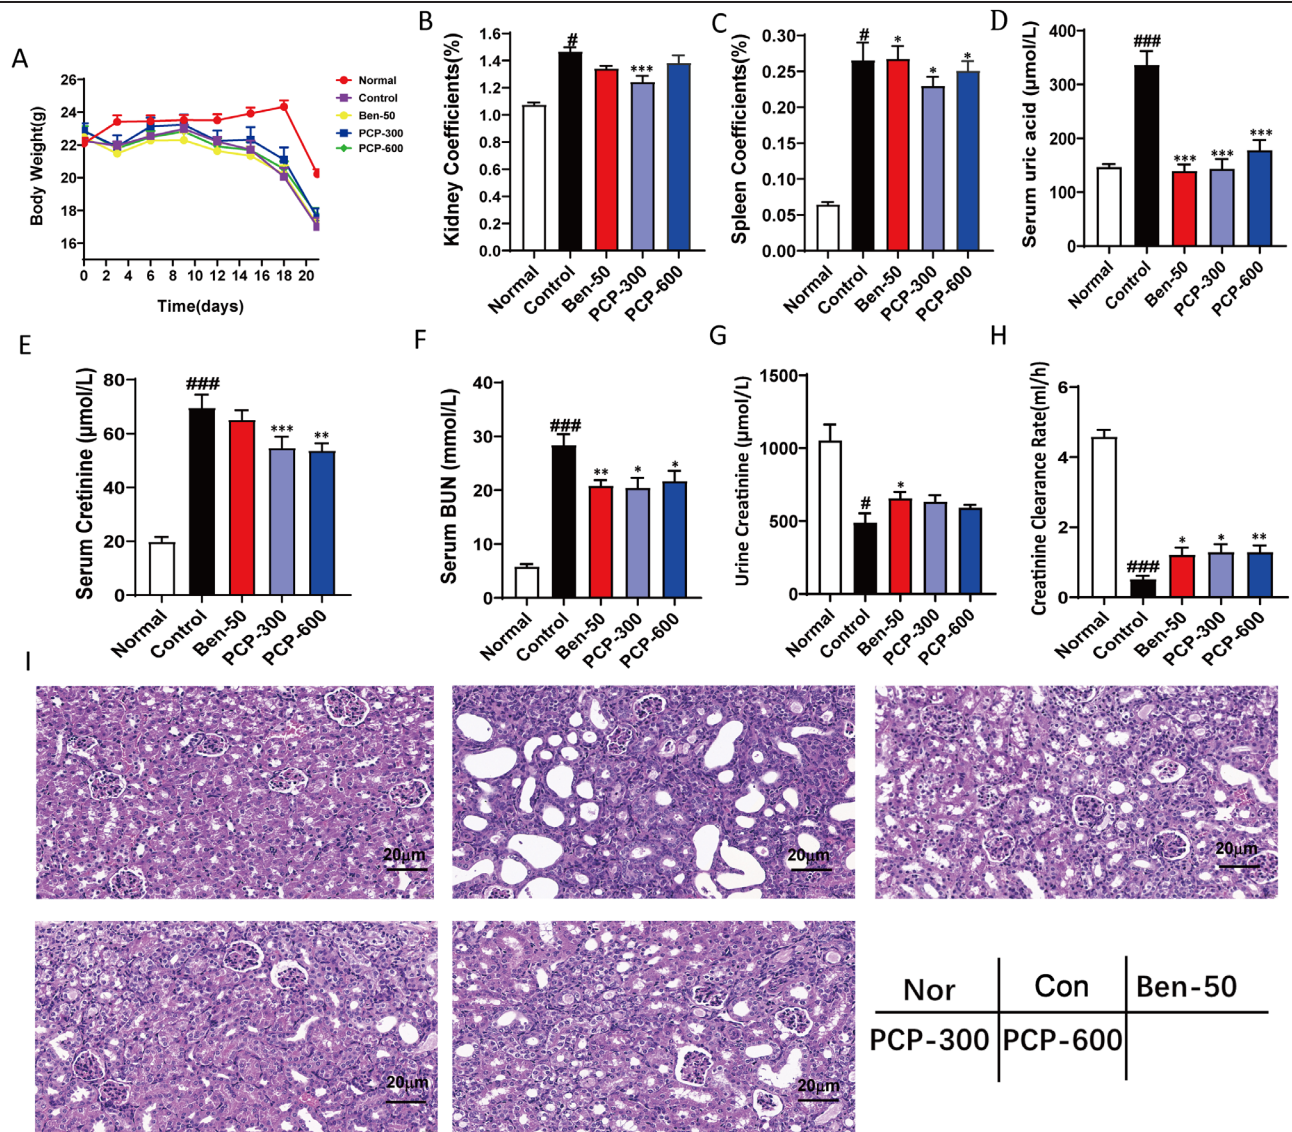 A
Body Weight(g)
26
24
22
20
18
16
0 2 4 6 8 10 12 14 16 18 20
Time(days)
Normal
Control
Ben-50
PCP-300
PCP-600
B
Kidney Coefficients(%)
1.6
1.4
1.2
1.0
0.8
0.6
0.4
0.2
0.0
#
***
Normal
Control
Ben-50
PCP-300
PCP-600
C
Spleen Coefficients(%)
0.30
0.25
0.20
0.15
0.10
0.05
0.00
#
*
*
*
Normal
Control
Ben-50
PCP-300
PCP-600
D
Serum uric acid (μmol/L)
400
300
200
100
0
###
***
***
***
Normal
Control
Ben-50
PCP-300
PCP-600
E
Serum Cretinine (μmol/L)
80
60
40
20
0
###
***
**
Normal
Control
Ben-50
PCP-300
PCP-600
F
Serum BUN (mmol/L)
40
30
20
10
0
###
**
*
*
Normal
Control
Ben-50
PCP-300
PCP-600
G
Urine Creatinine (μmol/L)
1500
1000
500
0
#
*
Normal
Control
Ben-50
PCP-300
PCP-600
H
Creatinine Clearance Rate(ml/h)
6
4
2
0
###
*
*
**
Normal
Control
Ben-50
PCP-300
PCP-600
I
20μm
20μm
20μm
20μm
20μm
Nor Con Ben-50
PCP-300 PCP-600